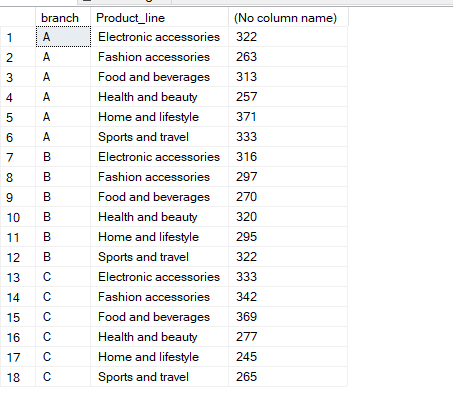 branch Product_line (No column name)
1 A Electronic accessories 322
2 A Fashion accessories 263
3 A Food and beverages 313
4 A Health and beauty 257
5 A Home and lifestyle 371
6 A Sports and travel 333
7 B Electronic accessories 316
8 B Fashion accessories 297
9 B Food and beverages 270
10 B Health and beauty 320
11 B Home and lifestyle 295
12 B Sports and travel 322
13 C Electronic accessories 333
14 C Fashion accessories 342
15 C Food and beverages 369
16 C Health and beauty 277
17 C Home and lifestyle 245
18 C Sports and travel 265